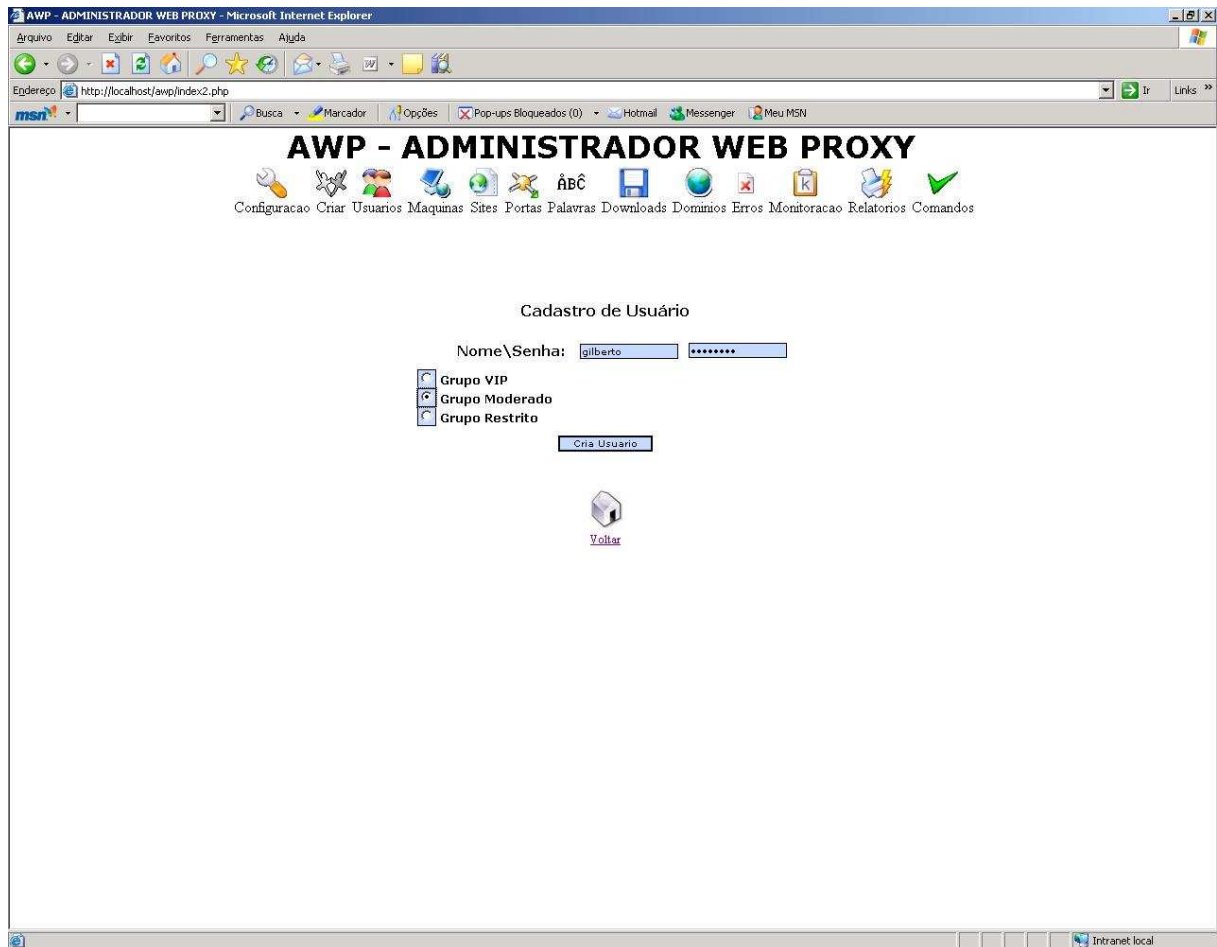 AWP - ADMINISTRADOR WEB PROXY - Microsoft Internet Explorer
Arquivo Editar Exibir Favoritos Ferramentas Ajuda
Endereço http://localhost/awp/index2.php Ir Links »
msn Busca Marcador Opções Pop-ups Bloqueados (0) Hotmail Messenger Meu MSN
AWP - ADMINISTRADOR WEB PROXY
ÅBĈ k
Configuracao Criar Usuarios Maquinas Sites Portas Palavras Downloads Dominios Erros Monitoracao Relatorios Comandos
Cadastro de Usuário
Nome\Senha: gilberto ••••••••
Grupo VIP
Grupo Moderado
Grupo Restrito
Cria Usuario
Voltar
Intranet local